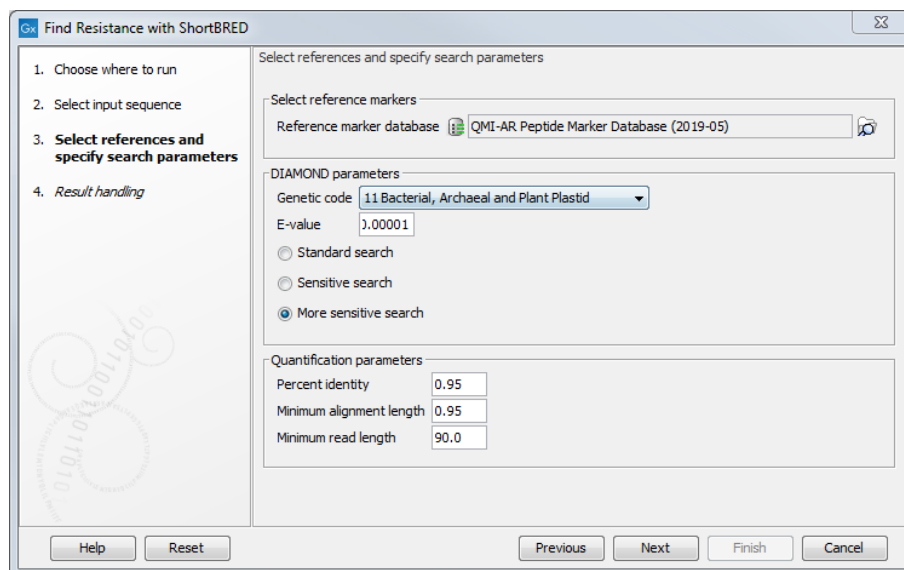 Gx Find Resistance with ShortBRED
1. Choose where to run
2. Select input sequence
3. Select references and
specify search parameters
4. Result handling
Select references and specify search parameters
Select reference markers
Reference marker database QMI-AR Peptide Marker Database (2019-05)
DIAMOND parameters
Genetic code 11 Bacterial, Archaeal and Plant Plastid
E-value 0.00001
Standard search
Sensitive search
More sensitive search
Quantification parameters
Percent identity 0.95
Minimum alignment length 0.95
Minimum read length 90.0
Help Reset Previous Next Finish Cancel